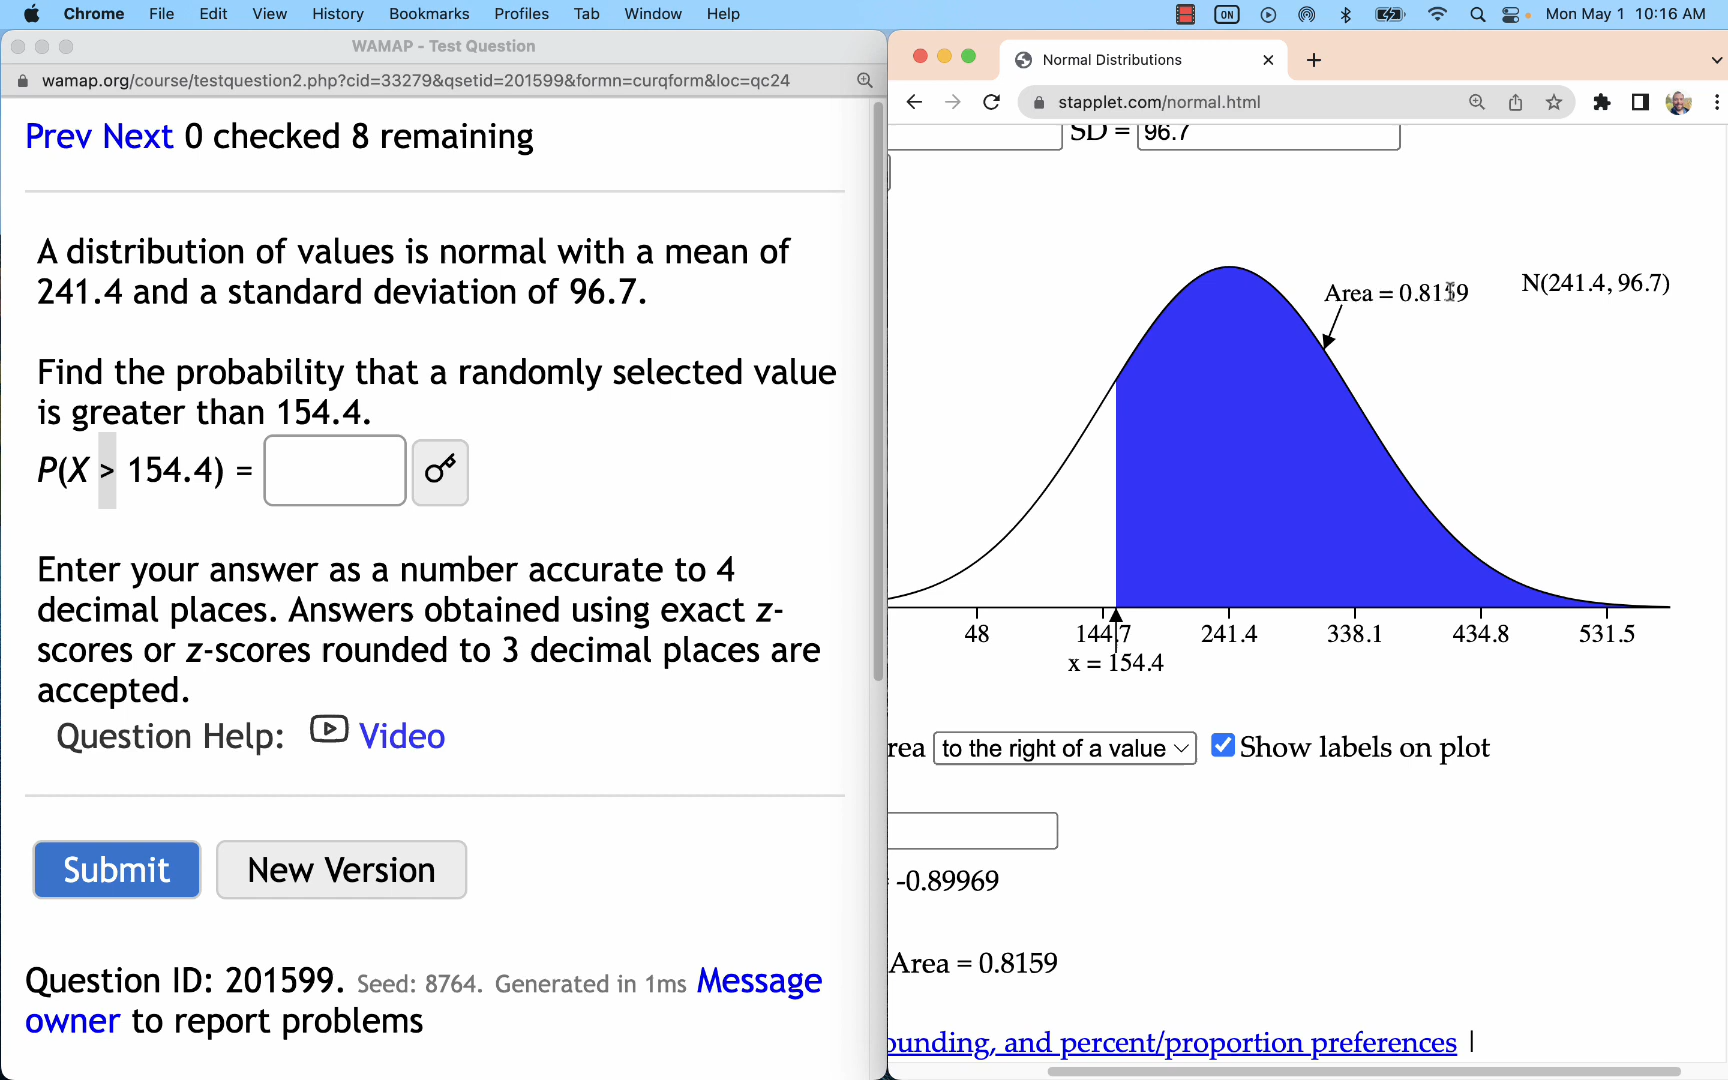 Chrome File Edit View History Bookmarks Profiles Tab Window Help ON Mon May 1 10:16 AM
WAMAP - Test Question
wamap.org/course/testquestion2.php?cid=33279&qsetid=201599&formn=curqform&loc=qc24
Prev Next 0 checked 8 remaining
A distribution of values is normal with a mean of
241.4 and a standard deviation of 96.7.
Find the probability that a randomly selected value
is greater than 154.4.
P(X > 154.4) =
Enter your answer as a number accurate to 4
decimal places. Answers obtained using exact z-
scores or z-scores rounded to 3 decimal places are
accepted.
Question Help: Video
Submit New Version
Question ID: 201599. Seed: 8764. Generated in 1ms Message
owner to report problems
Normal Distributions
stapplet.com/normal.html
SD = 96.7
Area = 0.8159
N(241.4, 96.7)
48 144.7 241.4 338.1 434.8 531.5
x = 154.4
rea to the right of a value Show labels on plot
-0.89969
Area = 0.8159
ounding, and percent/proportion preferences |